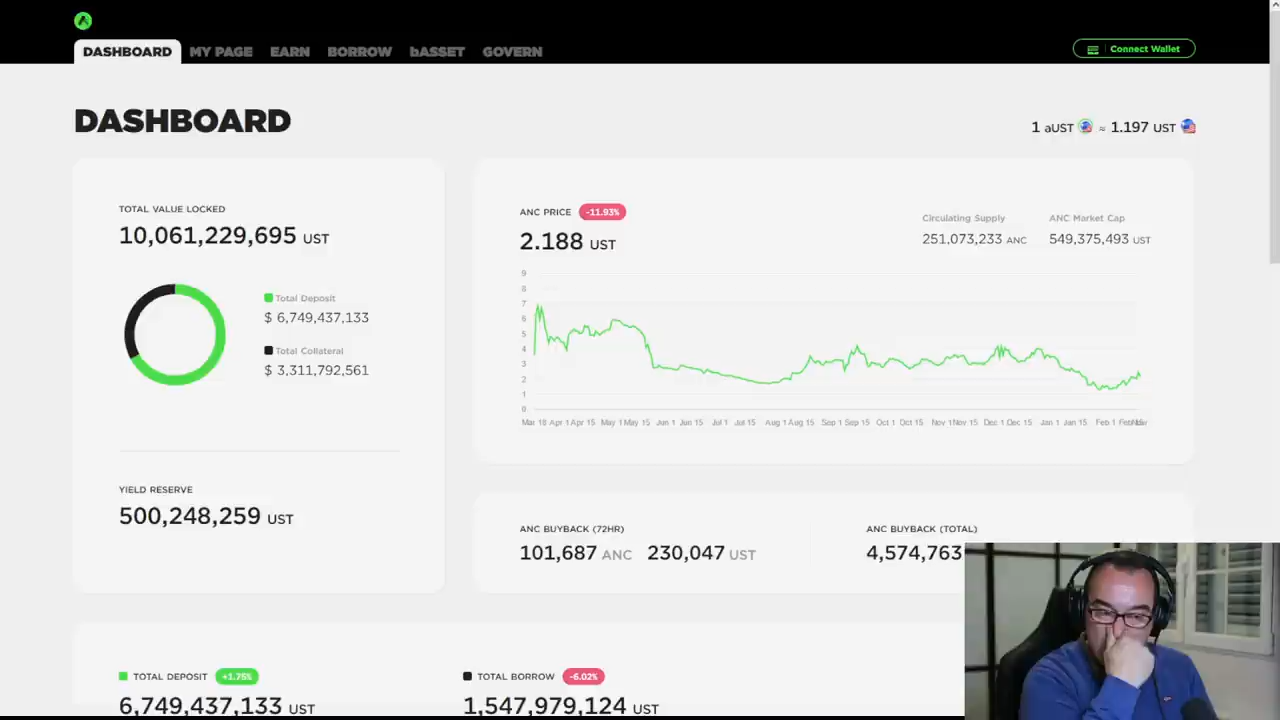 DASHBOARD MY PAGE EARN BORROW bASSET GOVERN
Connect Wallet
DASHBOARD
1 aUST ≈ 1.197 UST
TOTAL VALUE LOCKED
10,061,229,695 UST
Total Deposit
$ 6,749,437,133
Total Collateral
$ 3,311,792,561
YIELD RESERVE
500,248,259 UST
ANC PRICE -11.93%
2.188 UST
Circulating Supply
251,073,233 ANC
ANC Market Cap
549,375,493 UST
9
8
7
6
5
4
3
2
1
0
Mar 18 Apr 1 Apr 15 May 1 May 15 Jun 1 Jun 15 Jul 1 Jul 15 Aug 1 Aug 15 Sep 1 Sep 15 Oct 1 Oct 15 Nov 1 Nov 15 Dec 1 Dec 15 Jan 1 Jan 15 Feb 1
ANC BUYBACK (72HR)
101,687 ANC 230,047 UST
ANC BUYBACK (TOTAL)
4,574,763
TOTAL DEPOSIT +1.75%
6,749,437,133 UST
TOTAL BORROW -6.02%
1,547,979,124 UST